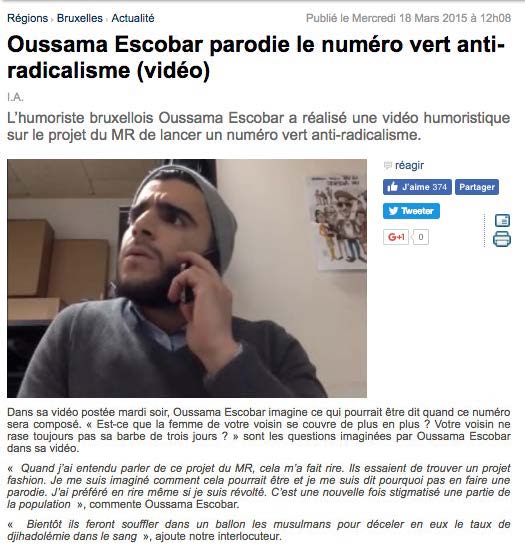 Régions › Bruxelles › Actualité
Publié le Mercredi 18 Mars 2015 à 12h08
Oussama Escobar parodie le numéro vert anti-
radicalisme (vidéo)
I.A.
L’humoriste bruxellois Oussama Escobar a réalisé une vidéo humoristique
sur le projet du MR de lancer un numéro vert anti-radicalisme.
réagir
J'aime 374 Partager
Tweeter
G+1 0
Dans sa vidéo postée mardi soir, Oussama Escobar imagine ce qui pourrait être dit quand ce numéro
sera composé. « Est-ce que la femme de votre voisin se couvre de plus en plus ? Votre voisin ne
rase toujours pas sa barbe de trois jours ? » sont les questions imaginées par Oussama Escobar
dans sa vidéo.
« Quand j’ai entendu parler de ce projet du MR, cela m’a fait rire. Ils essaient de trouver un projet
fashion. Je me suis imaginé comment cela pourrait être et je me suis dit pourquoi pas en faire une
parodie. J’ai préféré en rire même si je suis révolté. C’est une nouvelle fois stigmatisé une partie de
la population », commente Oussama Escobar.
« Bientôt ils feront souffler dans un ballon les musulmans pour déceler en eux le taux de
djihadolémie dans le sang », ajoute notre interlocuteur.